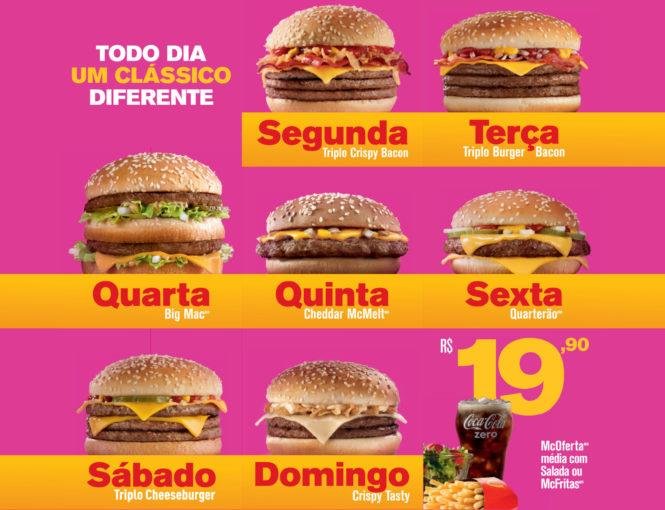 TODO DIA
UM CLÁSSICO
DIFERENTE
Segunda
Triplo Crispy Bacon
Terça
Triplo Burger Bacon
Quarta
Big Mac
Quinta
Cheddar McMelt
Sexta
Quarterão
Sábado
Triplo Cheeseburger
Domingo
Crispy Tasty
R$ 19,90
Coca-Cola
zero
McOferta
média com
Salada ou
McFritas